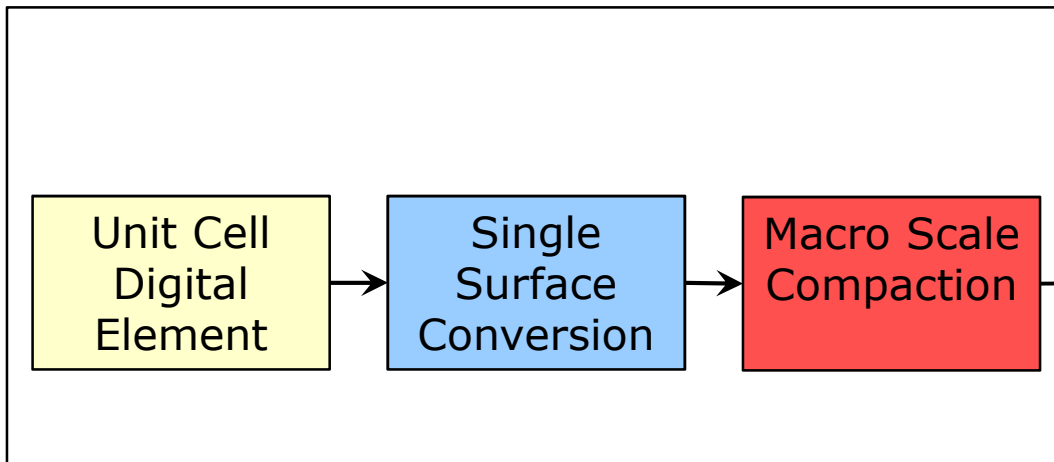 Unit Cell
Digital
Element
Single
Surface
Conversion
Macro Scale
Compaction